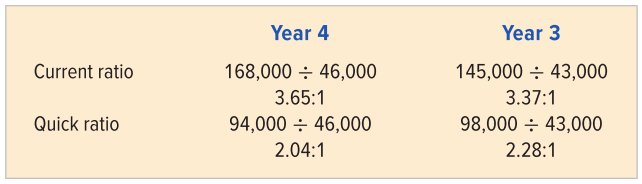 Year 4 Year 3
Current ratio 168,000 ÷ 46,000 145,000 ÷ 43,000
3.65:1 3.37:1
Quick ratio 94,000 ÷ 46,000 98,000 ÷ 43,000
2.04:1 2.28:1